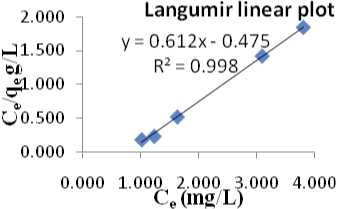 Langumir linear plot
y = 0.612x - 0.475
R² = 0.998
Cₑ/qₑg/L
2.000
1.500
1.000
0.500
0.000
0.000 1.000 2.000 3.000 4.000
Cₑ (mg/L)